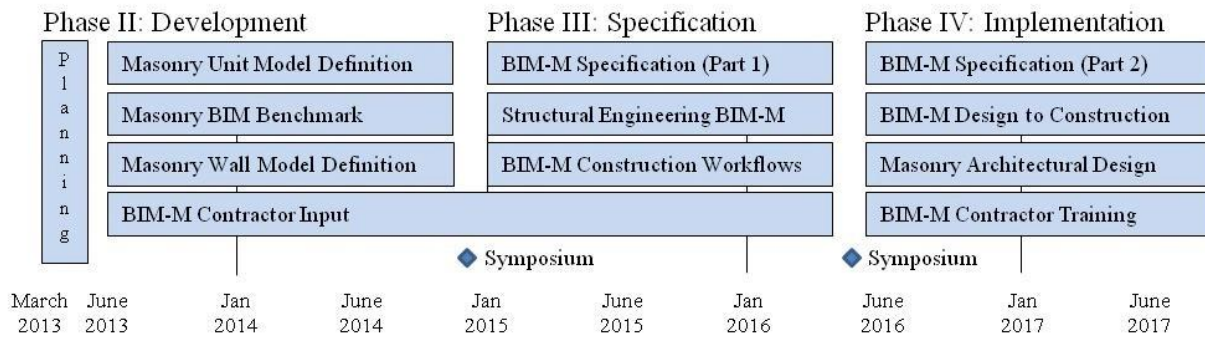 Phase II: Development
Phase III: Specification
Phase IV: Implementation
Plannning
Masonry Unit Model Definition
BIM-M Specification (Part 1)
BIM-M Specification (Part 2)
Masonry BIM Benchmark
Structural Engineering BIM-M
BIM-M Design to Construction
Masonry Wall Model Definition
BIM-M Construction Workflows
Masonry Architectural Design
BIM-M Contractor Input
BIM-M Contractor Training
Symposium
Symposium
March
2013
June
2013
Jan
2014
June
2014
Jan
2015
June
2015
Jan
2016
June
2016
Jan
2017
June
2017